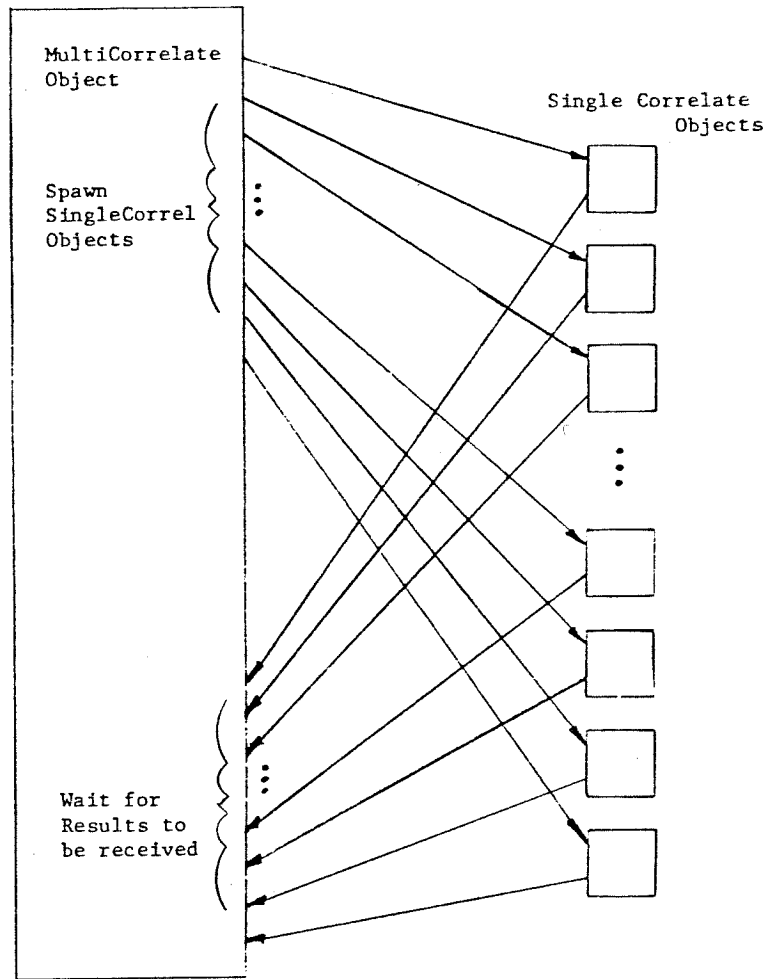 MultiCorrelate
Object
Single Correlate
Objects
Spawn
SingleCorrel
Objects
Wait for
Results to
be received